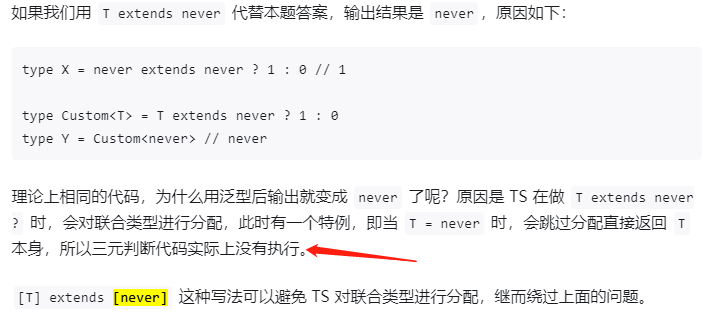 如果我们用 T extends never 代替本题答案，输出结果是 never，原因如下：
type X = never extends never ? 1 : 0 // 1
type Custom<T> = T extends never ? 1 : 0
type Y = Custom<never> // never
理论上相同的代码，为什么用泛型后输出就变成 never 了呢？原因是 TS 在做 T extends never
? 时，会对联合类型进行分配，此时有一个特例，即当 T = never 时，会跳过分配直接返回 T
本身，所以三元判断代码实际上没有执行。
[T] extends [never] 这种写法可以避免 TS 对联合类型进行分配，继而绕过上面的问题。